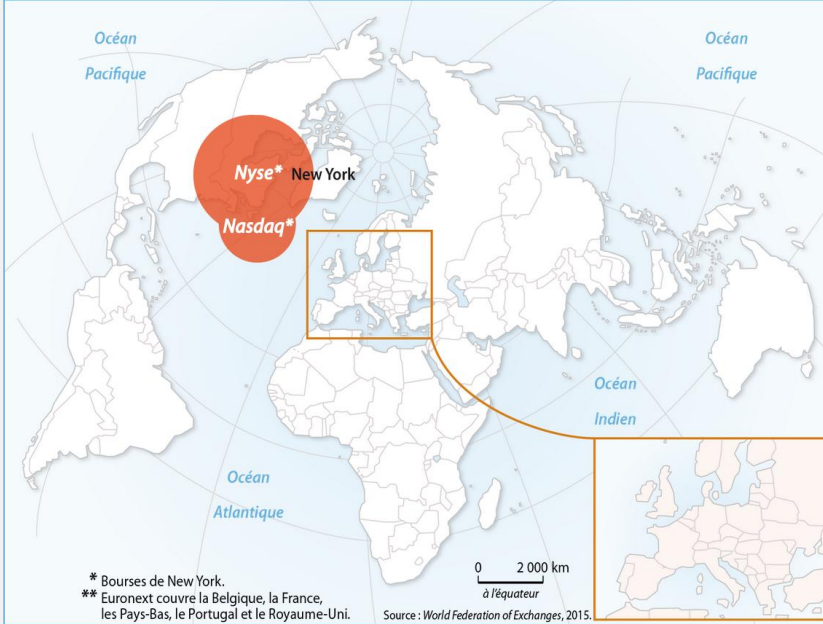 Océan
Pacifique
Océan
Pacifique
Nyse* New York
Nasdaq*
Océan
Indien
Océan
Atlantique
0 2 000 km
à l'équateur
* Bourses de New York.
** Euronext couvre la Belgique, la France,
les Pays-Bas, le Portugal et le Royaume-Uni.
Source : World Federation of Exchanges, 2015.